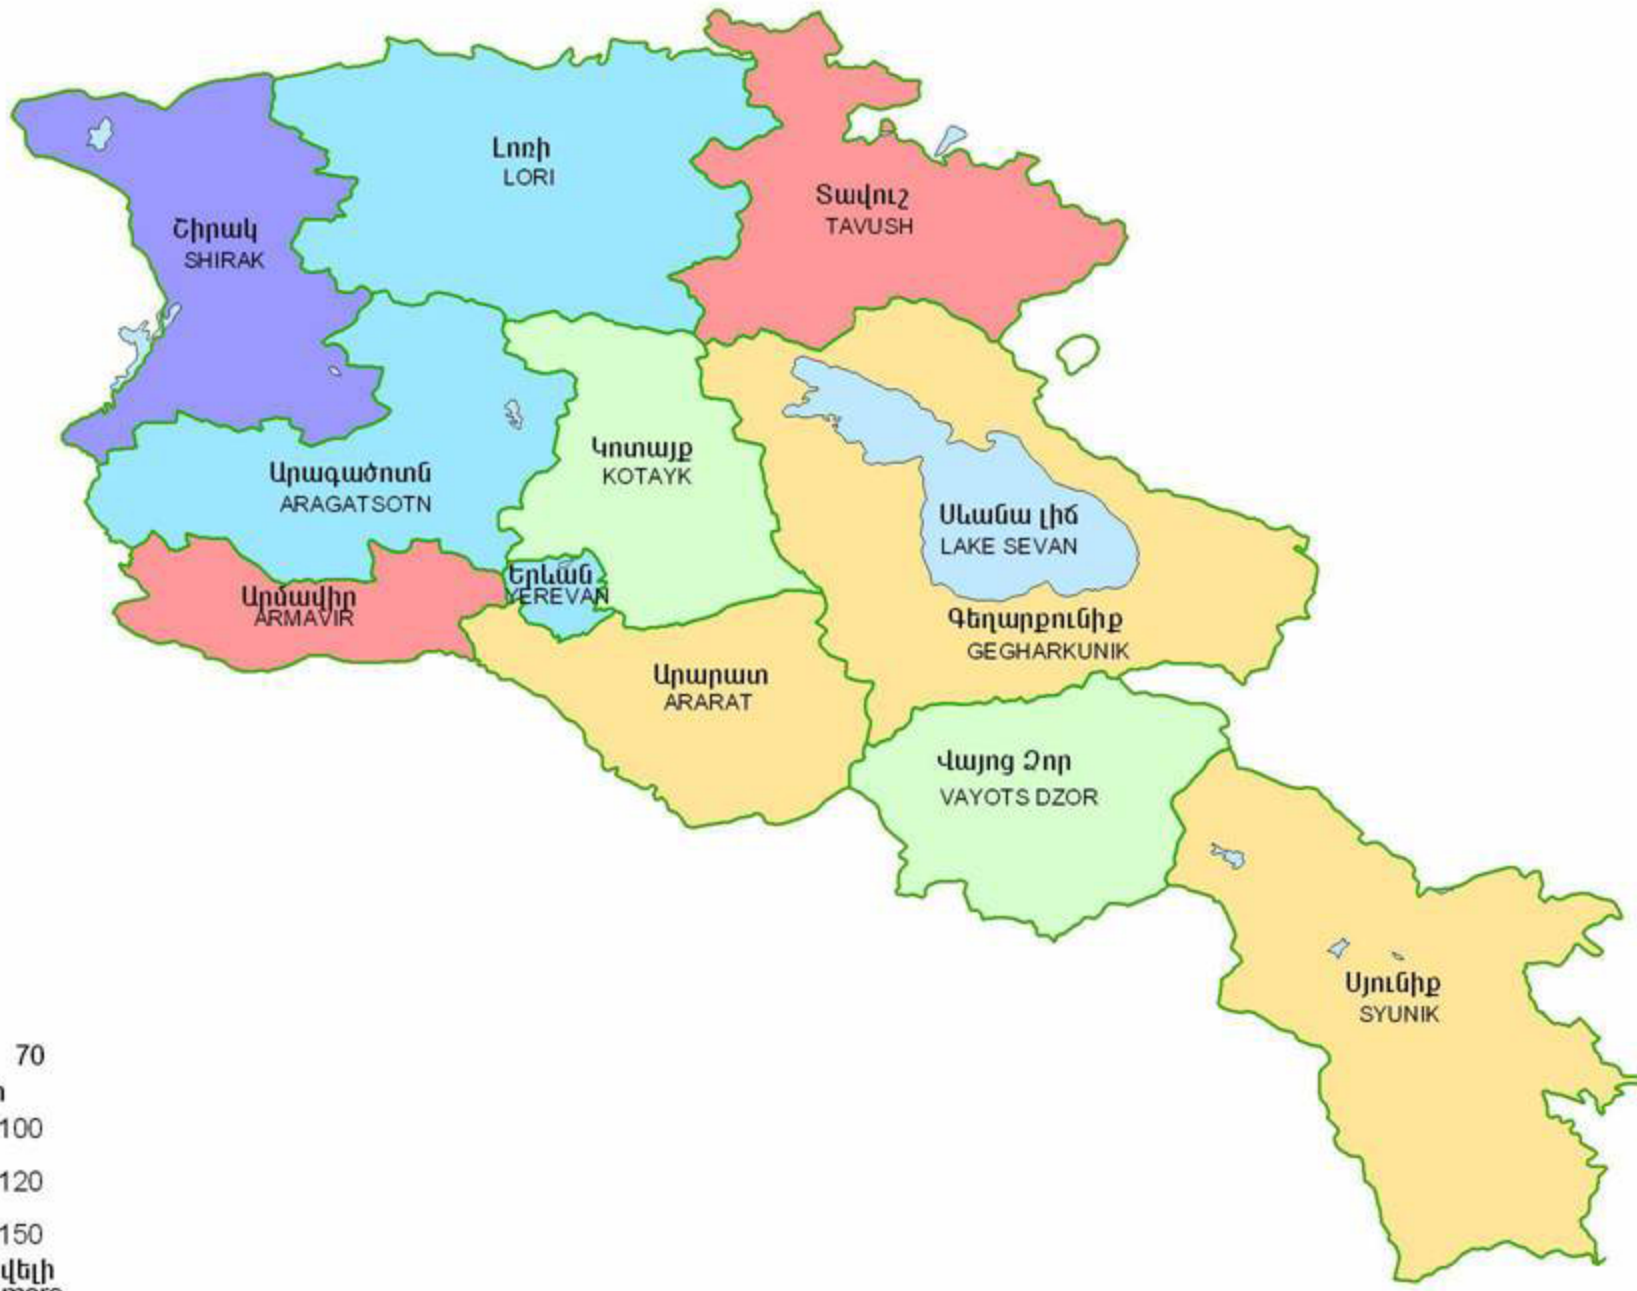 Լոռի
LORI
Տավուշ
TAVUSH
Շիրակ
SHIRAK
Կոտայք
KOTAYK
Արագածոտն
ARAGATSOTN
Սևանա լիճ
LAKE SEVAN
Երևան
YEREVAN
Արմավիր
ARMAVIR
Գեղարքունիք
GEGHARKUNIK
Արարատ
ARARAT
Վայոց Ձոր
VAYOTS DZOR
Սյունիք
SYUNIK
70
100
120
150